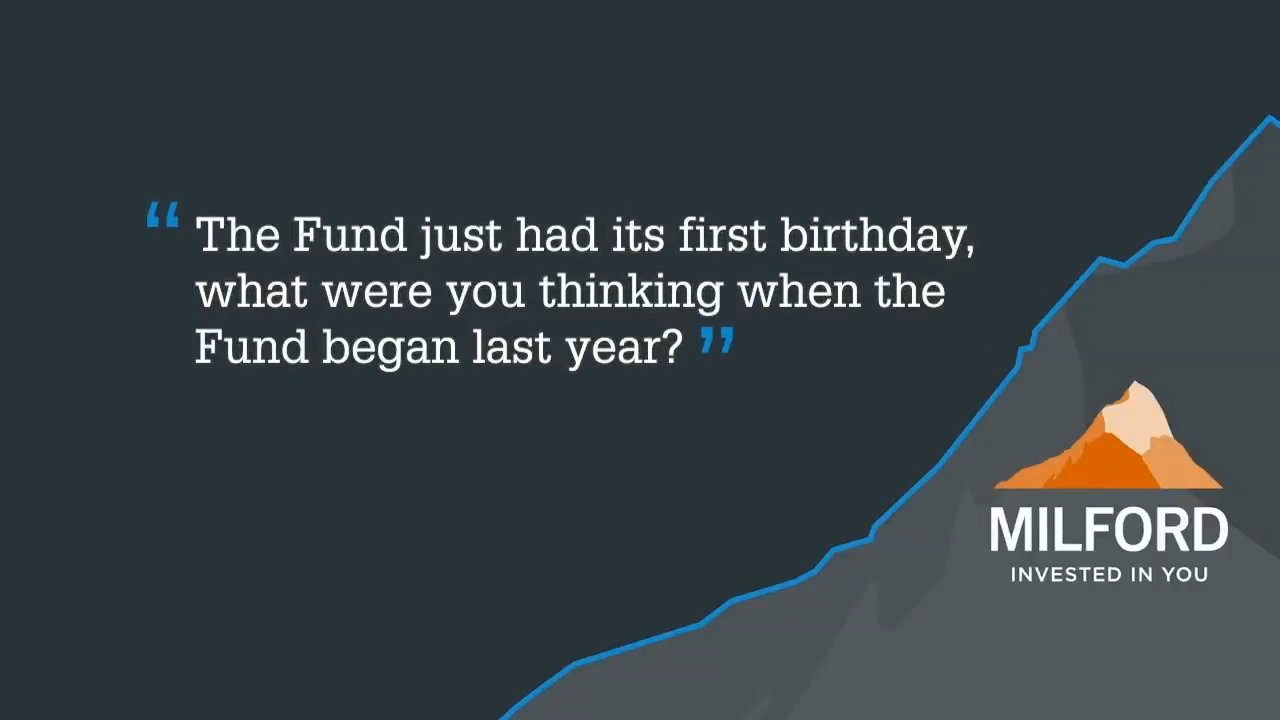 “ The Fund just had its first birthday,
what were you thinking when the
Fund began last year? ”
MILFORD
INVESTED IN YOU